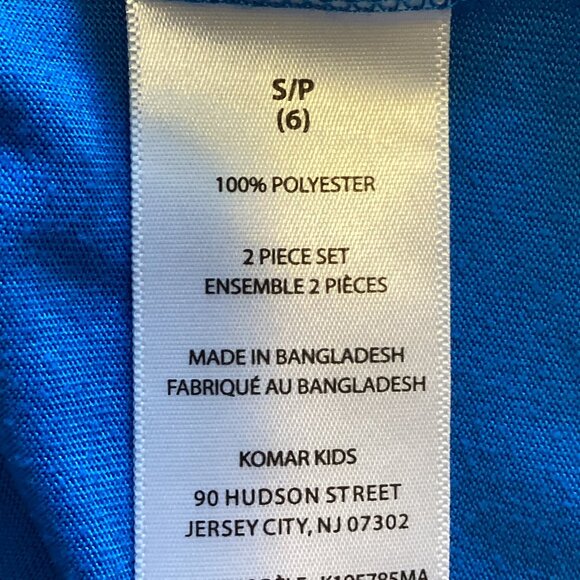 S/P
(6)
100% POLYESTER
2 PIECE SET
ENSEMBLE 2 PIÈCES
MADE IN BANGLADESH
FABRIQUÉ AU BANGLADESH
KOMAR KIDS
90 HUDSON STREET
JERSEY CITY, NJ 07302